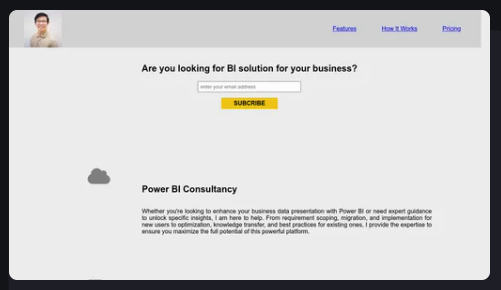 Features How It Works Pricing
Are you looking for BI solution for your business?
enter your email address
SUBCRIBE
Power BI Consultancy
Whether you're looking to enhance your business data presentation with Power BI or need expert guidance
to unlock specific insights, I am here to help. From requirement scoping, migration, and implementation for
new users to optimization, knowledge transfer, and best practices for existing ones, I provide the expertise to
ensure you maximize the full potential of this powerful platform.